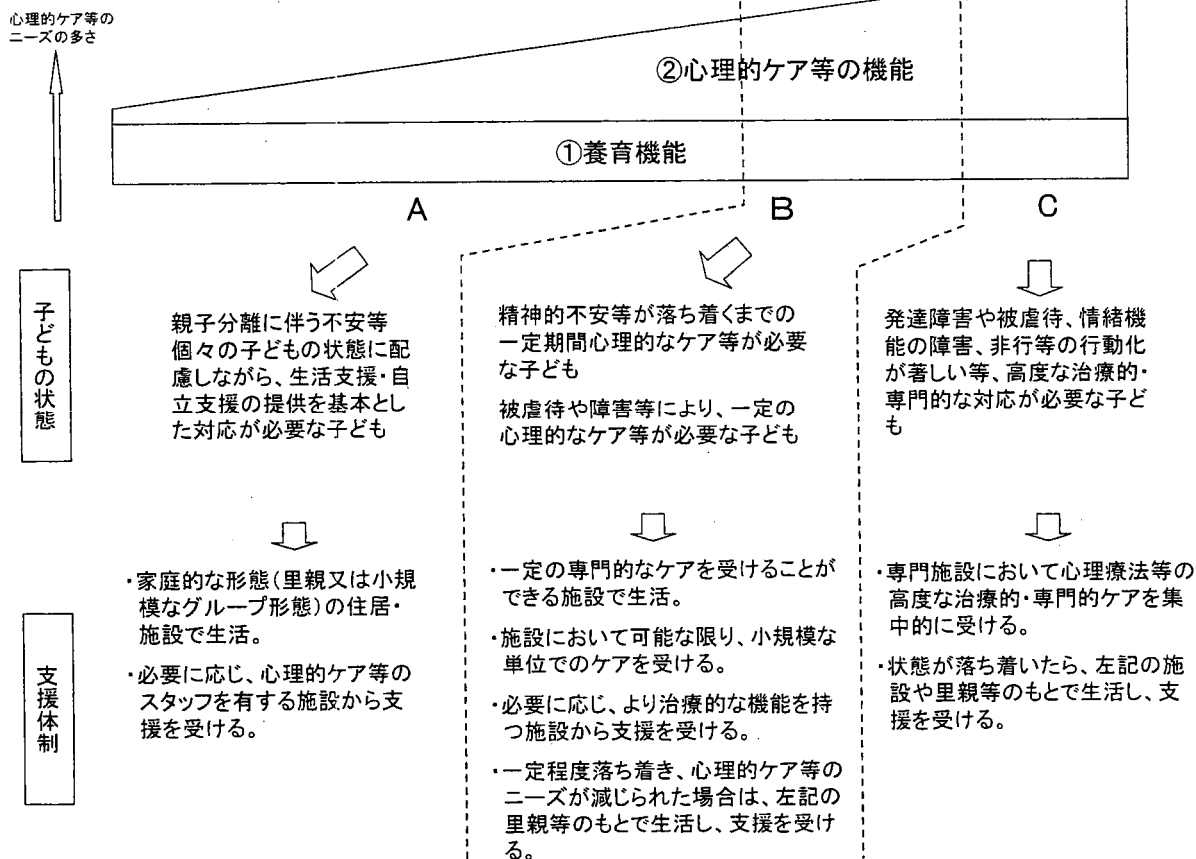 心理的ケア等の
ニーズの多さ
②心理的ケア等の機能
①養育機能
A
B
C
子どもの状態
親子分離に伴う不安等
個々の子どもの状態に配
慮しながら、生活支援・自
立支援の提供を基本とし
た対応が必要な子ども
精神的不安等が落ち着くまでの
一定期間心理的なケア等が必要
な子ども
被虐待や障害等により、一定の
心理的なケア等が必要な子ども
発達障害や被虐待、情緒機
能の障害、非行等の行動化
が著しい等、高度な治療的・
専門的な対応が必要な子ど
も
支援体制
・家庭的な形態(里親又は小規
模なグループ形態)の住居・
施設で生活。
・必要に応じ、心理的ケア等の
スタッフを有する施設から支
援を受ける。
・一定の専門的なケアを受けることが
できる施設で生活。
・施設において可能な限り、小規模な
単位でのケアを受ける。
・必要に応じ、より治療的な機能を持
つ施設から支援を受ける。
・一定程度落ち着き、心理的ケア等の
ニーズが減じられた場合は、左記の
里親等のもとで生活し、支援を受け
る。
・専門施設において心理療法等の
高度な治療的・専門的ケアを集
中的に受ける。
・状態が落ち着いたら、左記の施
設や里親等のもとで生活し、支
援を受ける。